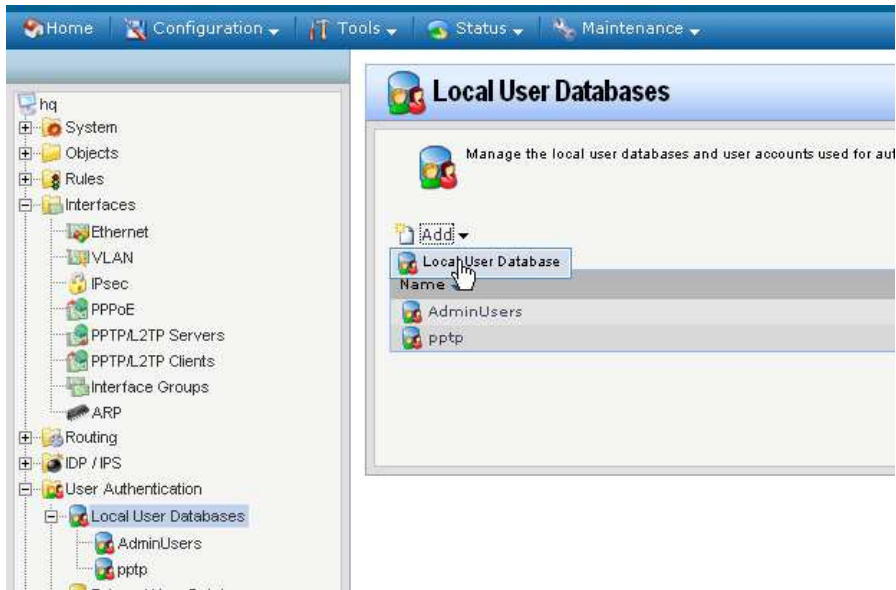 Home Configuration Tools Status Maintenance
hq
System
Objects
Rules
Interfaces
Ethernet
VLAN
IPsec
PPPoE
PPTP/L2TP Servers
PPTP/L2TP Clients
Interface Groups
ARP
Routing
IDP / IPS
User Authentication
Local User Databases
AdminUsers
pptp
Local User Databases
Manage the local user databases and user accounts used for aut
Add
Local User Database
Name
AdminUsers
pptp